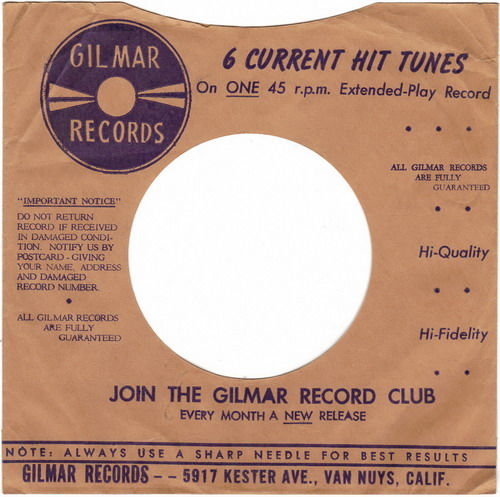 GILMAR
RECORDS
6 CURRENT HIT TUNES
On ONE 45 r.p.m. Extended-Play Record
"IMPORTANT NOTICE"
DO NOT RETURN
RECORD IF RECEIVED
IN DAMAGED CONDI-
TION. NOTIFY US BY
POSTCARD - GIVING
YOUR NAME, ADDRESS
AND DAMAGED
RECORD NUMBER.
ALL GILMAR RECORDS
ARE FULLY
GUARANTEED
ALL GILMAR RECORDS
ARE FULLY
GUARANTEED
Hi-Quality
Hi-Fidelity
JOIN THE GILMAR RECORD CLUB
EVERY MONTH A NEW RELEASE
NOTE: ALWAYS USE A SHARP NEEDLE FOR BEST RESULTS
GILMAR RECORDS -- 5917 KESTER AVE., VAN NUYS, CALIF.